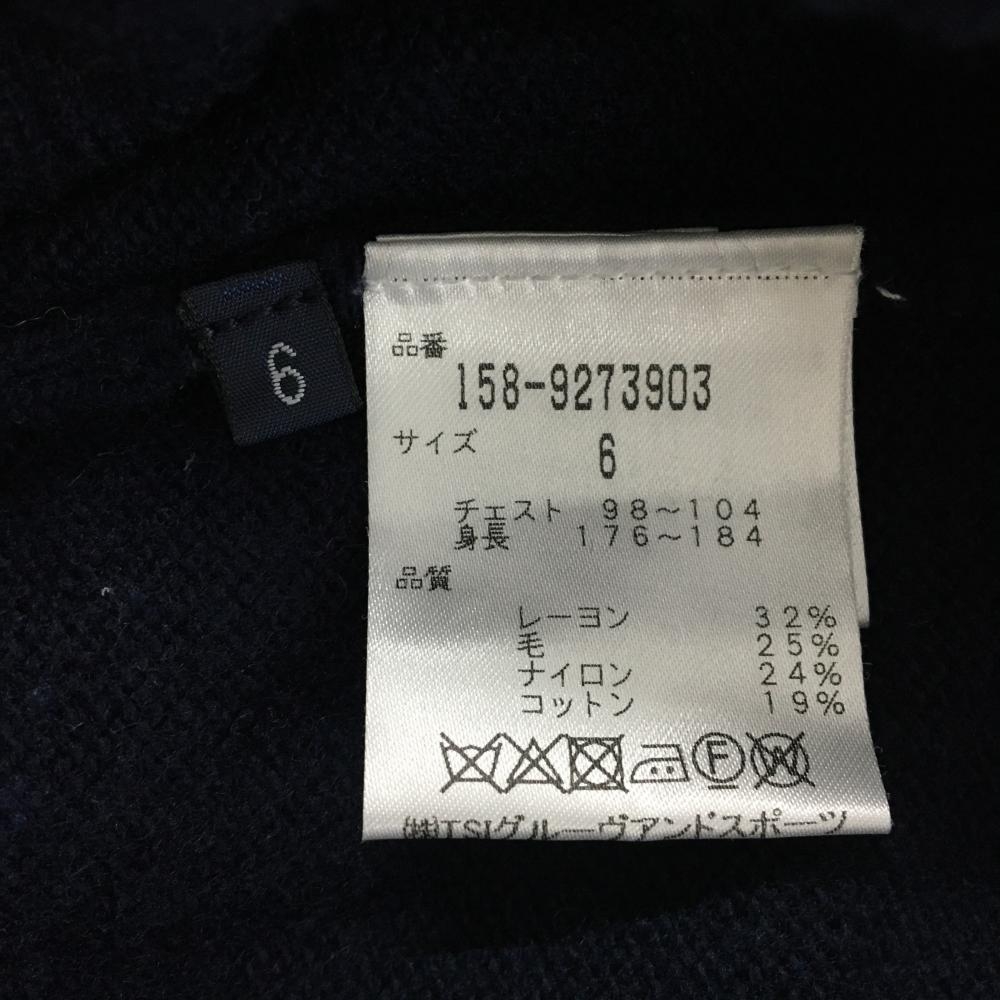 6
品番
158-9273903
サイズ
6
チェスト 98～104
身長 176～184
品質
レーヨン 32%
毛 25%
ナイロン 24%
コットン 19%
F W
㈱TSIグルーヴアンドスポーツ